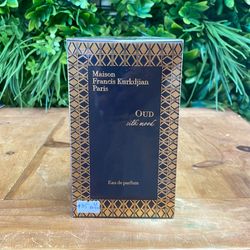 Maison
Francis Kurkdjian
Paris
OUD
silk mood
Eau de parfum